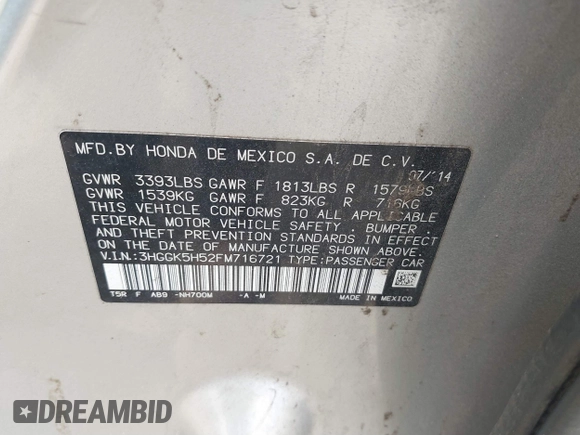 MFD.BY HONDA DE MEXICO S.A. DE C.V.
07/'14
GVWR 3393LBS GAWR F 1813LBS R 1579LBS
GVWR 1539KG GAWR F 823KG R 716KG
THIS VEHICLE CONFORMS TO ALL APPLICABLE
FEDERAL MOTOR VEHICLE SAFETY , BUMPER ,
AND THEFT PREVENTION STANDARDS IN EFFECT
ON THE DATE OF MANUFACTURE SHOWN ABOVE.
V.I.N.:3HGGK5H52FM716721 TYPE:PASSENGER CAR
T5R F AB9 -NH700M -A -M
MADE IN MEXICO
DREAMBID